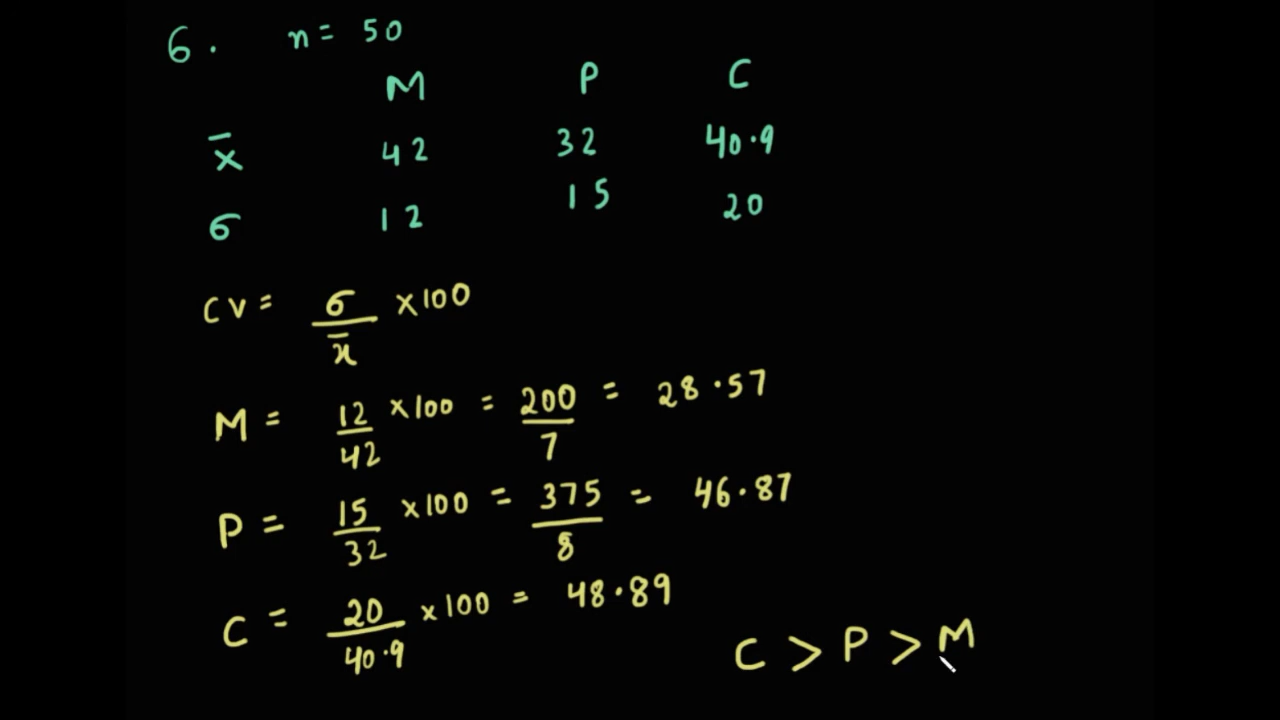 6. n = 50
M P C
x̄ 42 32 40.9
σ 12 15 20
CV = σ/x̄ × 100
M = 12/42 × 100 = 200/7 = 28.57
P = 15/32 × 100 = 375/8 = 46.87
C = 20/40.9 × 100 = 48.89
C > P > M